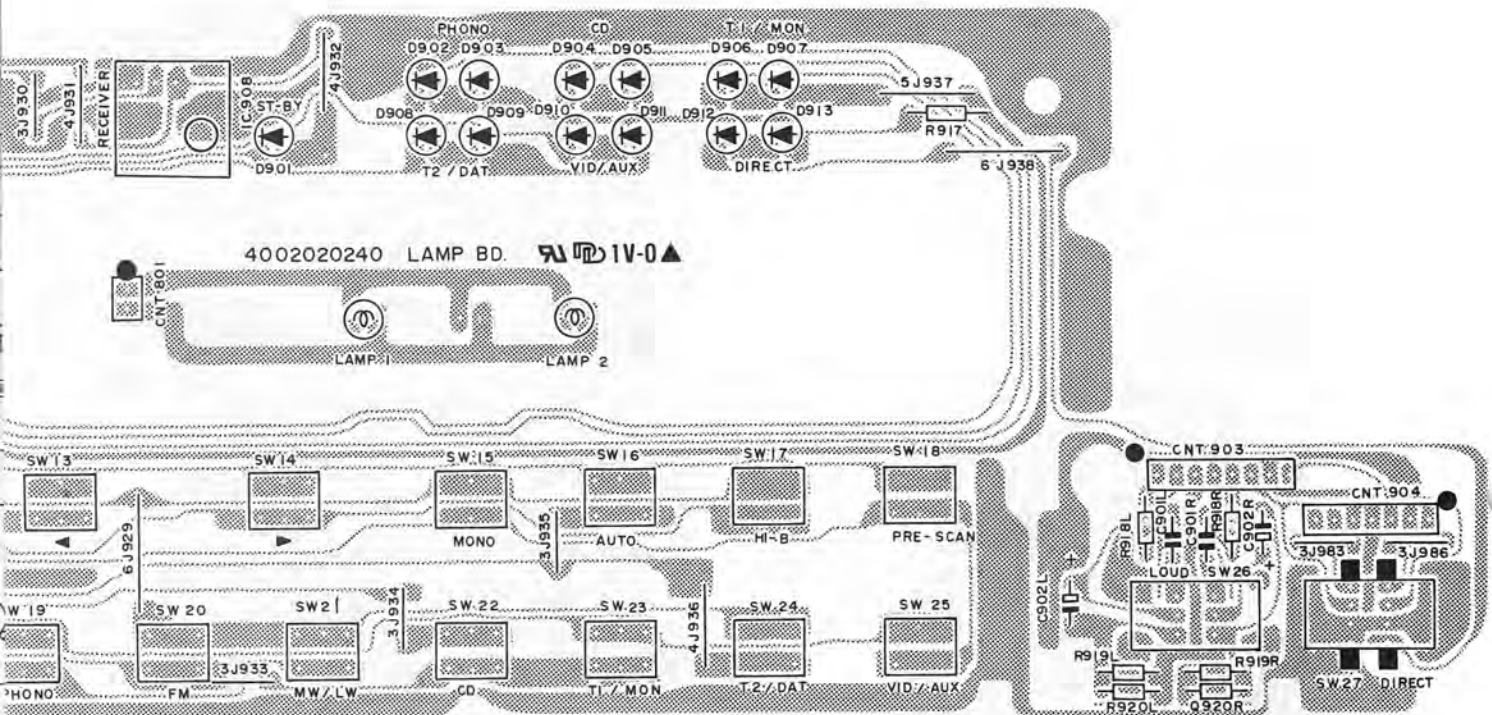 PHONO CD T1/MON
D902 D903 D904 D905 D906 D907
3J930 4J931 RECEIVER IC908 ST-BY 4J932
5J937
D908 D909 D910 D911 D912 D913
R917
D901 T2/DAT VID/AUX DIRECT 6J938
4002020240 LAMP BD. 1V-0
CNT801
LAMP 1 LAMP 2
SW13 SW14 SW15 SW16 SW17 SW18
CNT903
CNT904
R918L C901L C901R R918R C902R
6J929 MONO 3J935 AUTO HI-B PRE-SCAN
3J983 3J986
LOUD SW26
C902L + +
SW19 SW20 SW21 3J934 SW22 SW23 4J936 SW24 SW25
R919L R919R
3J933
PHONO FM MW/LW CD T1/MON T2/DAT VID/AUX
SW27 DIRECT
R920L Q920R